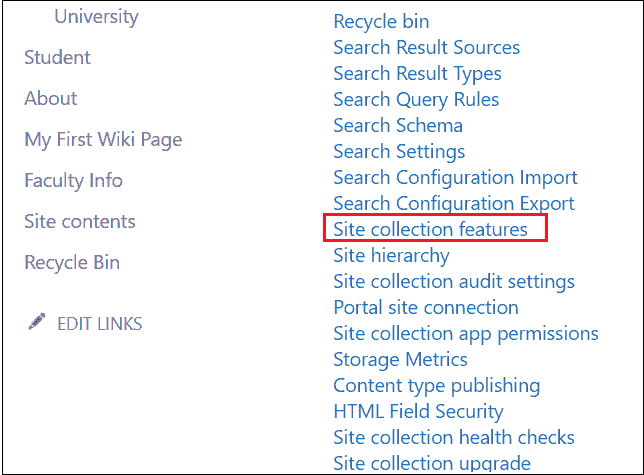 University
Student
About
My First Wiki Page
Faculty Info
Site contents
Recycle Bin
EDIT LINKS
Recycle bin
Search Result Sources
Search Result Types
Search Query Rules
Search Schema
Search Settings
Search Configuration Import
Search Configuration Export
Site collection features
Site hierarchy
Site collection audit settings
Portal site connection
Site collection app permissions
Storage Metrics
Content type publishing
HTML Field Security
Site collection health checks
Site collection upgrade